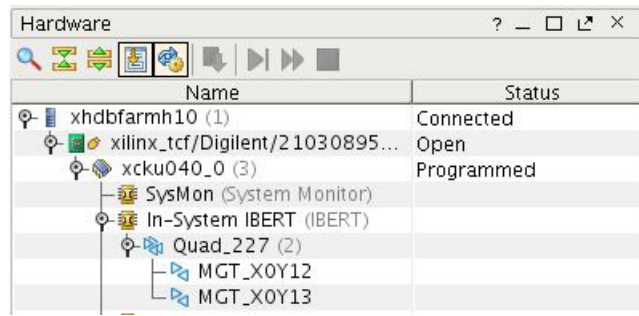 Hardware ? _ □ ×
Name Status
xhdbfarmh10 (1) Connected
xilinx_tcf/Digilent/21030895... Open
xcku040_0 (3) Programmed
SysMon (System Monitor)
In-System IBERT (IBERT)
Quad_227 (2)
MGT_X0Y12
MGT_X0Y13